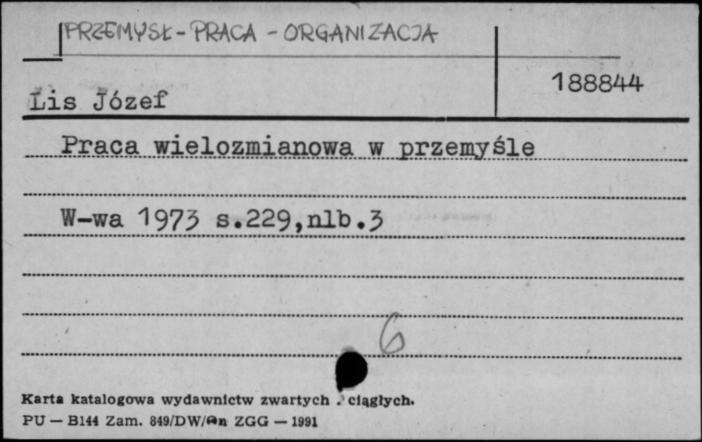 PRZEMYSŁ - PRACA - ORGANIZACJA
188844
Lis Józef
Praca wielozmianowa w przemyśle
W-wa 1973 s.229,nlb.3
6
Karta katalogowa wydawnictw zwartych ciągłych.
PU — B144 Zam. 849/DW/ ZGG — 1991